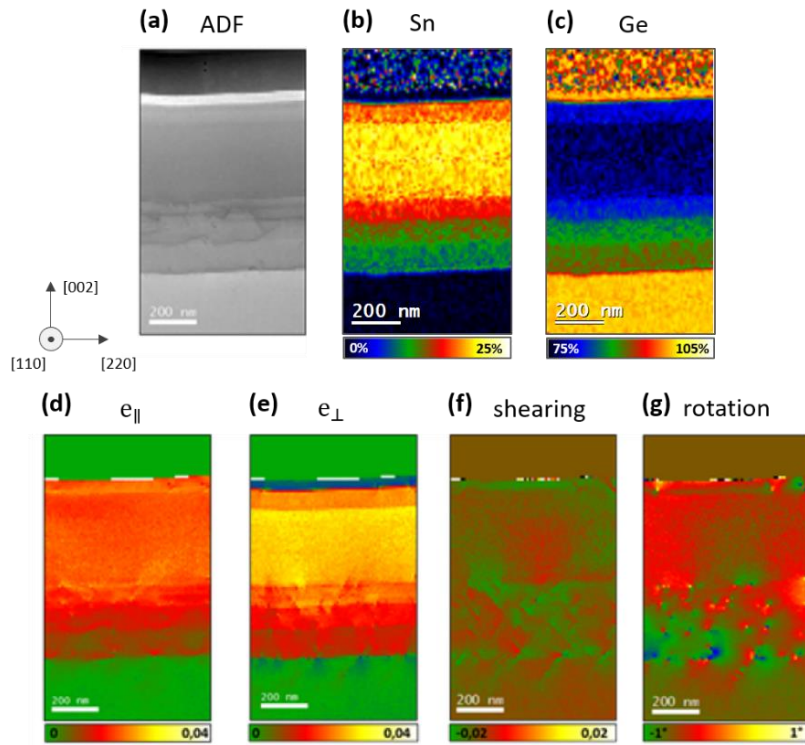 (a) ADF
(b) Sn
(c) Ge
200 nm
200 nm
200 nm
0% 25%
75% 105%
[002]
[110] [220]
(d) e∥
(e) e⊥
(f) shearing
(g) rotation
200 nm
200 nm
200 nm
200 nm
0 0,04
0 0,04
-0,02 0,02
-1° 1°